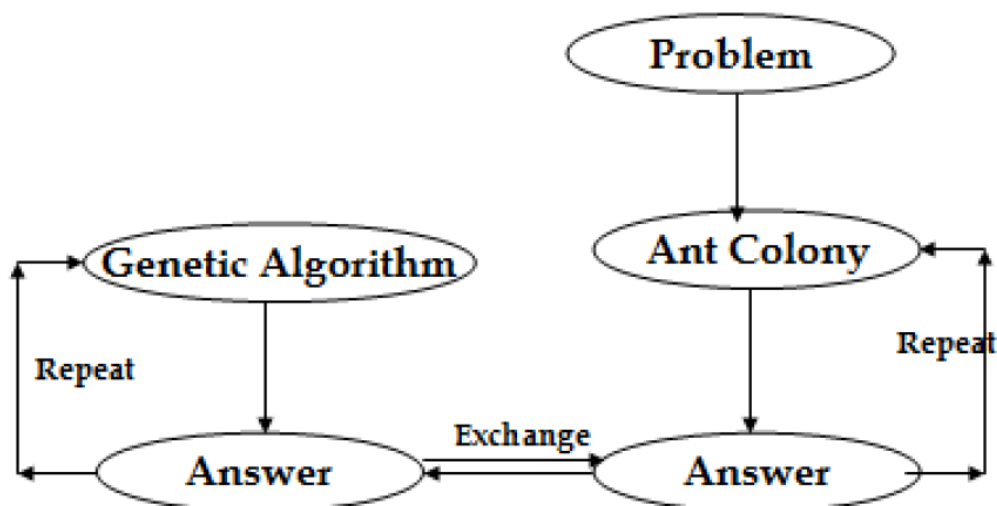 Problem
Genetic Algorithm
Ant Colony
Repeat
Repeat
Exchange
Answer
Answer